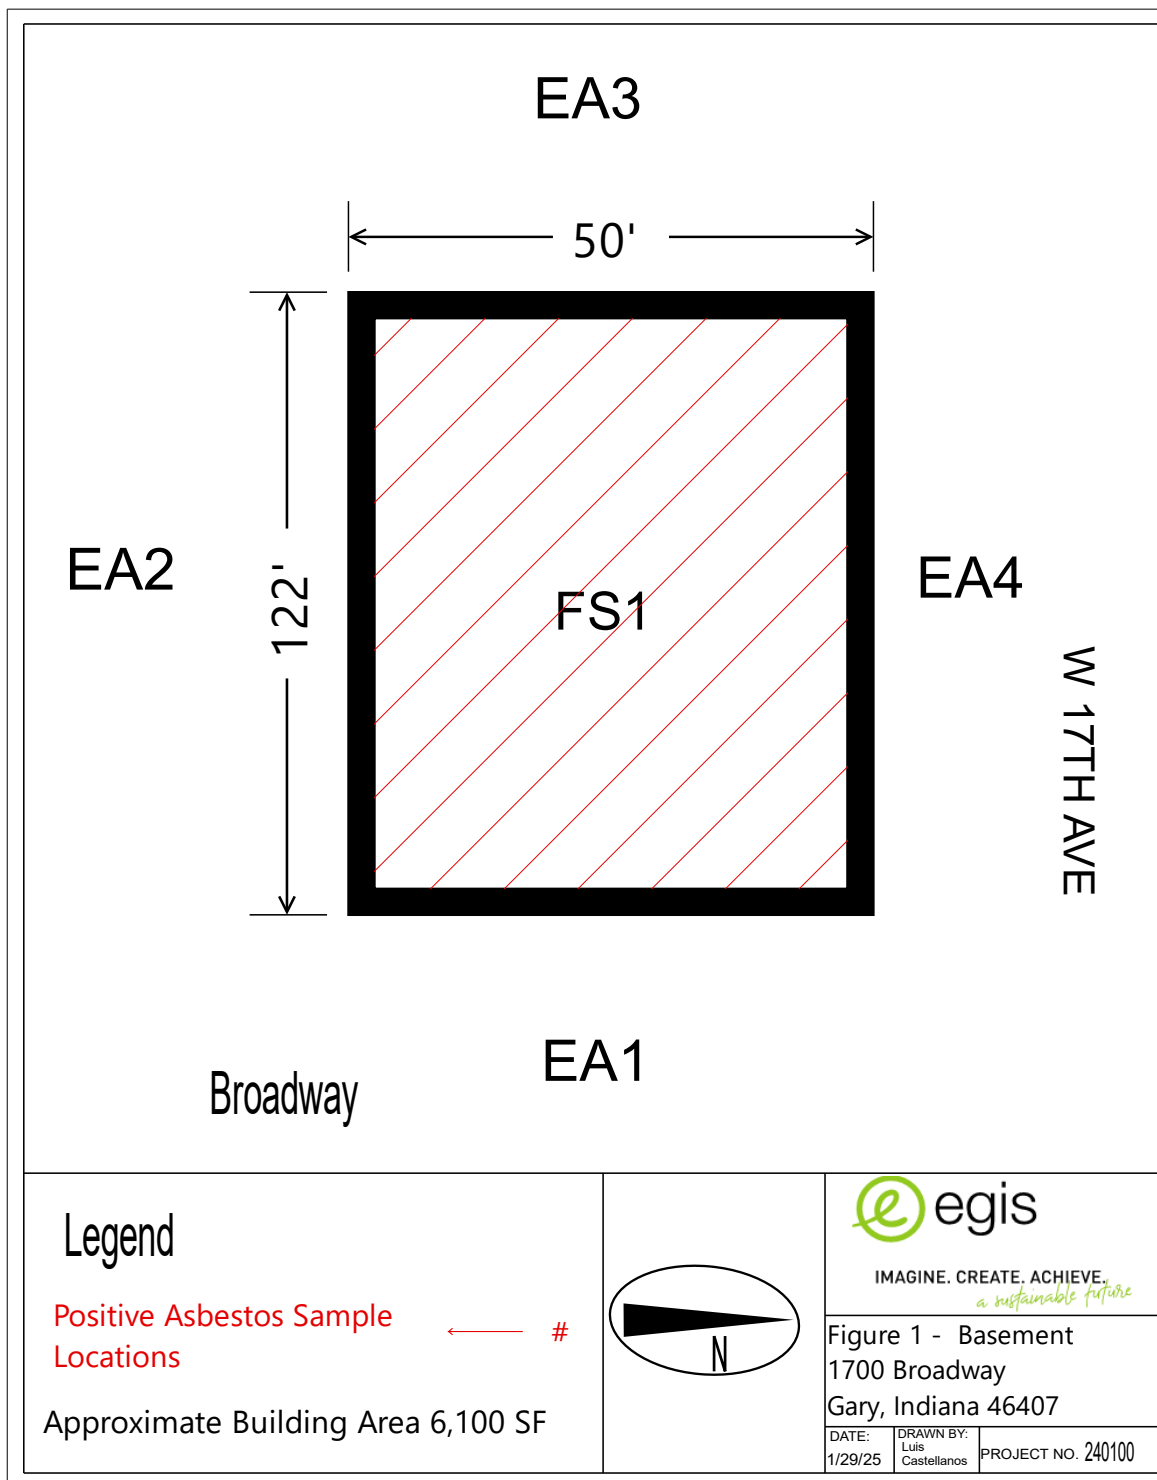 EA3
50'
EA2
122'
FS1
EA4
W 17TH AVE
EA1
Broadway
Legend
Positive Asbestos Sample
Locations
#
Approximate Building Area 6,100 SF
N
e egis
IMAGINE. CREATE. ACHIEVE.
a sustainable future
Figure 1 - Basement
1700 Broadway
Gary, Indiana 46407
DATE:
1/29/25
DRAWN BY:
Luis
Castellanos
PROJECT NO. 240100